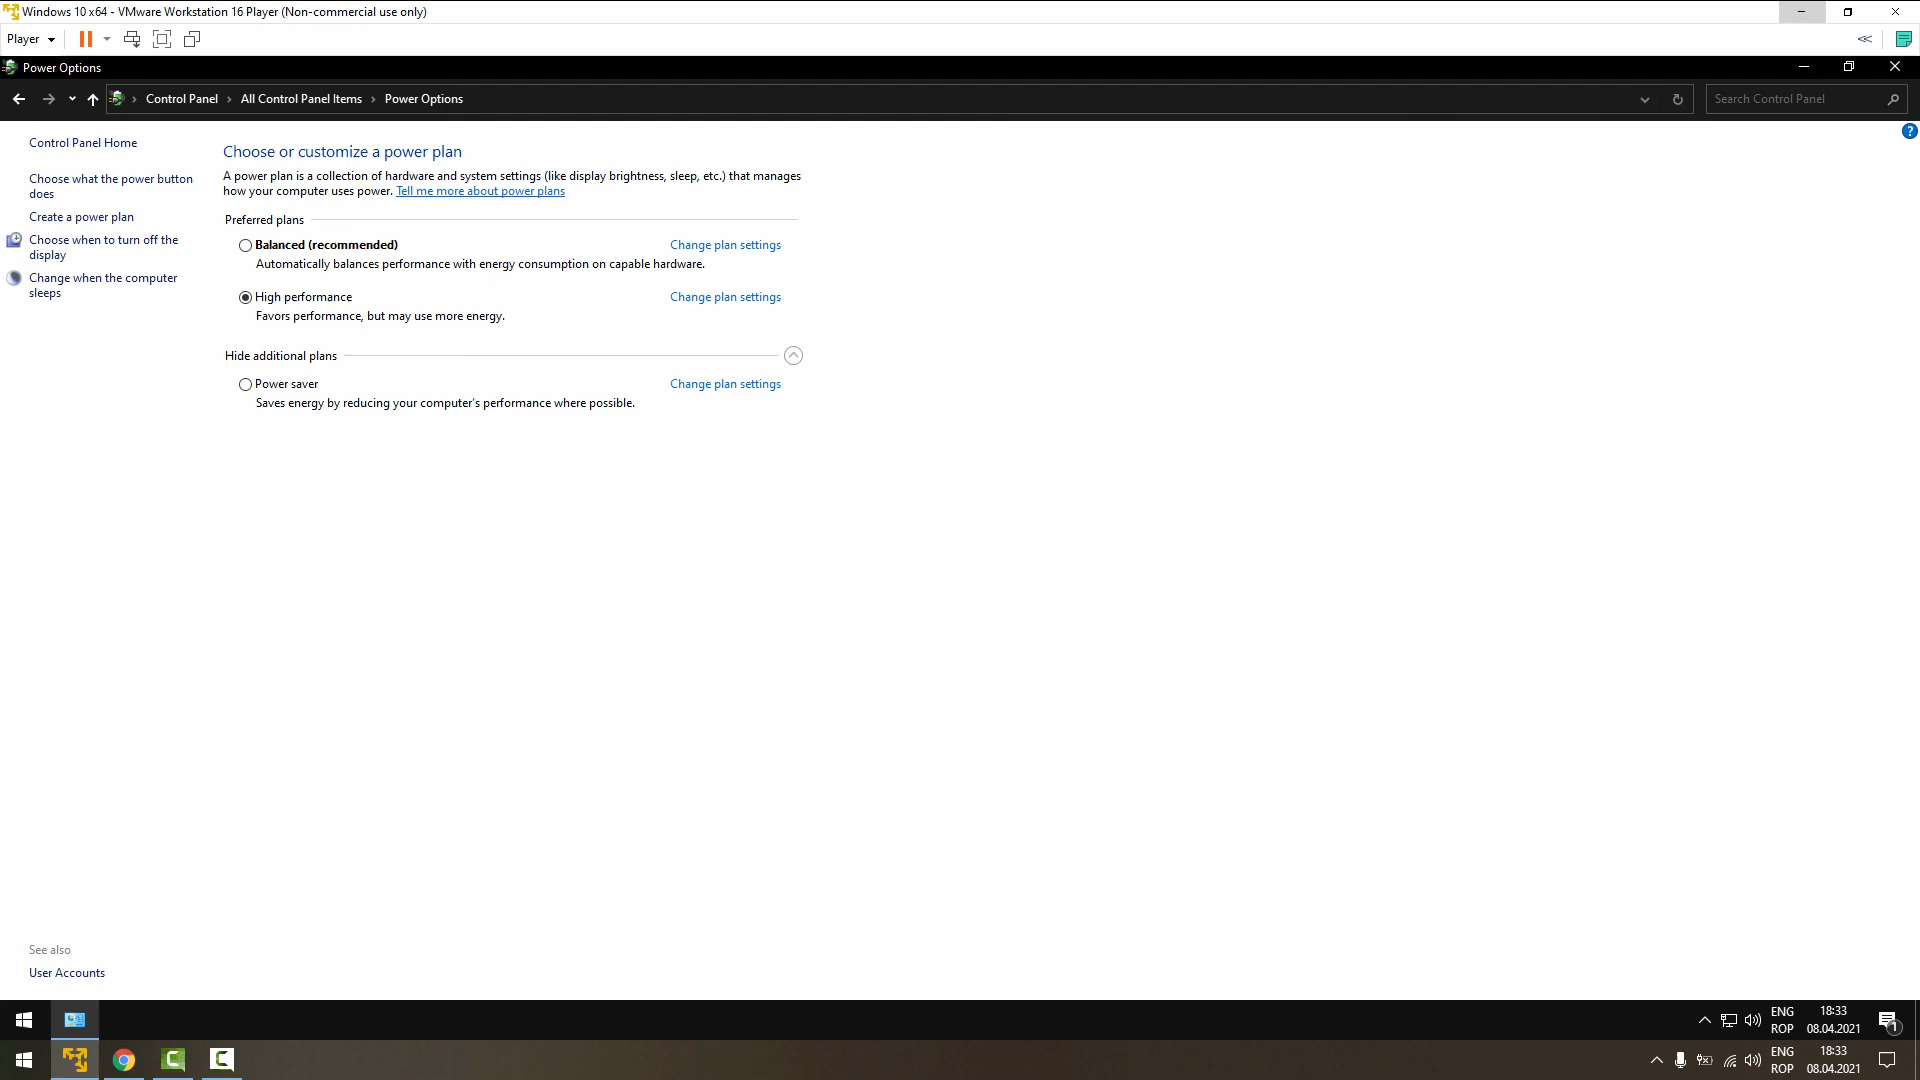 Windows 10 x64 - VMware Workstation 16 Player (Non-commercial use only)
Player
Power Options
Control Panel > All Control Panel Items > Power Options
Search Control Panel
Control Panel Home
Choose what the power button
does
Create a power plan
Choose when to turn off the
display
Change when the computer
sleeps
Choose or customize a power plan
A power plan is a collection of hardware and system settings (like display brightness, sleep, etc.) that manages
how your computer uses power. Tell me more about power plans
Preferred plans
Balanced (recommended) Change plan settings
Automatically balances performance with energy consumption on capable hardware.
High performance Change plan settings
Favors performance, but may use more energy.
Hide additional plans
Power saver Change plan settings
Saves energy by reducing your computer's performance where possible.
See also
User Accounts
ENG 18:33
ROP 08.04.2021
1
ENG 18:33
ROP 08.04.2021